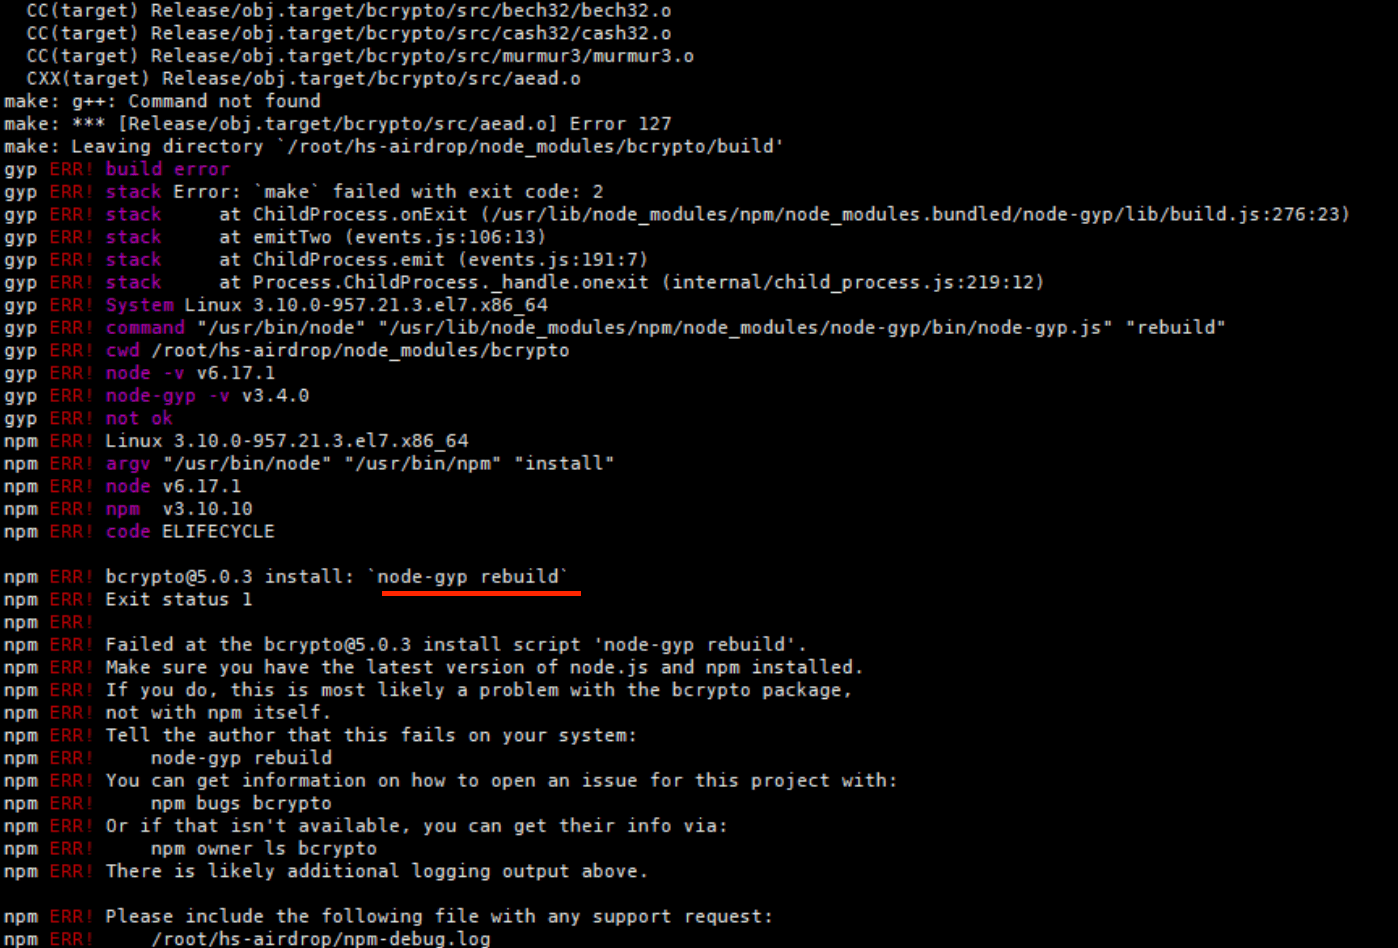 CC(target) Release/obj.target/bcrypto/src/bech32/bech32.o
CC(target) Release/obj.target/bcrypto/src/cash32/cash32.o
CC(target) Release/obj.target/bcrypto/src/murmur3/murmur3.o
CXX(target) Release/obj.target/bcrypto/src/aead.o
make: g++: Command not found
make: *** [Release/obj.target/bcrypto/src/aead.o] Error 127
make: Leaving directory `/root/hs-airdrop/node_modules/bcrypto/build'
gyp ERR! build error
gyp ERR! stack Error: `make` failed with exit code: 2
gyp ERR! stack     at ChildProcess.onExit (/usr/lib/node_modules/npm/node_modules.bundled/node-gyp/lib/build.js:276:23)
gyp ERR! stack     at emitTwo (events.js:106:13)
gyp ERR! stack     at ChildProcess.emit (events.js:191:7)
gyp ERR! stack     at Process.ChildProcess._handle.onexit (internal/child_process.js:219:12)
gyp ERR! System Linux 3.10.0-957.21.3.el7.x86_64
gyp ERR! command "/usr/bin/node" "/usr/lib/node_modules/npm/node_modules/node-gyp/bin/node-gyp.js" "rebuild"
gyp ERR! cwd /root/hs-airdrop/node_modules/bcrypto
gyp ERR! node -v v6.17.1
gyp ERR! node-gyp -v v3.4.0
gyp ERR! not ok
npm ERR! Linux 3.10.0-957.21.3.el7.x86_64
npm ERR! argv "/usr/bin/node" "/usr/bin/npm" "install"
npm ERR! node v6.17.1
npm ERR! npm  v3.10.10
npm ERR! code ELIFECYCLE
npm ERR! bcrypto@5.0.3 install: `node-gyp rebuild`
npm ERR! Exit status 1
npm ERR!
npm ERR! Failed at the bcrypto@5.0.3 install script 'node-gyp rebuild'.
npm ERR! Make sure you have the latest version of node.js and npm installed.
npm ERR! If you do, this is most likely a problem with the bcrypto package,
npm ERR! not with npm itself.
npm ERR! Tell the author that this fails on your system:
npm ERR!     node-gyp rebuild
npm ERR! You can get information on how to open an issue for this project with:
npm ERR!     npm bugs bcrypto
npm ERR! Or if that isn't available, you can get their info via:
npm ERR!     npm owner ls bcrypto
npm ERR! There is likely additional logging output above.
npm ERR! Please include the following file with any support request:
npm ERR!     /root/hs-airdrop/npm-debug.log